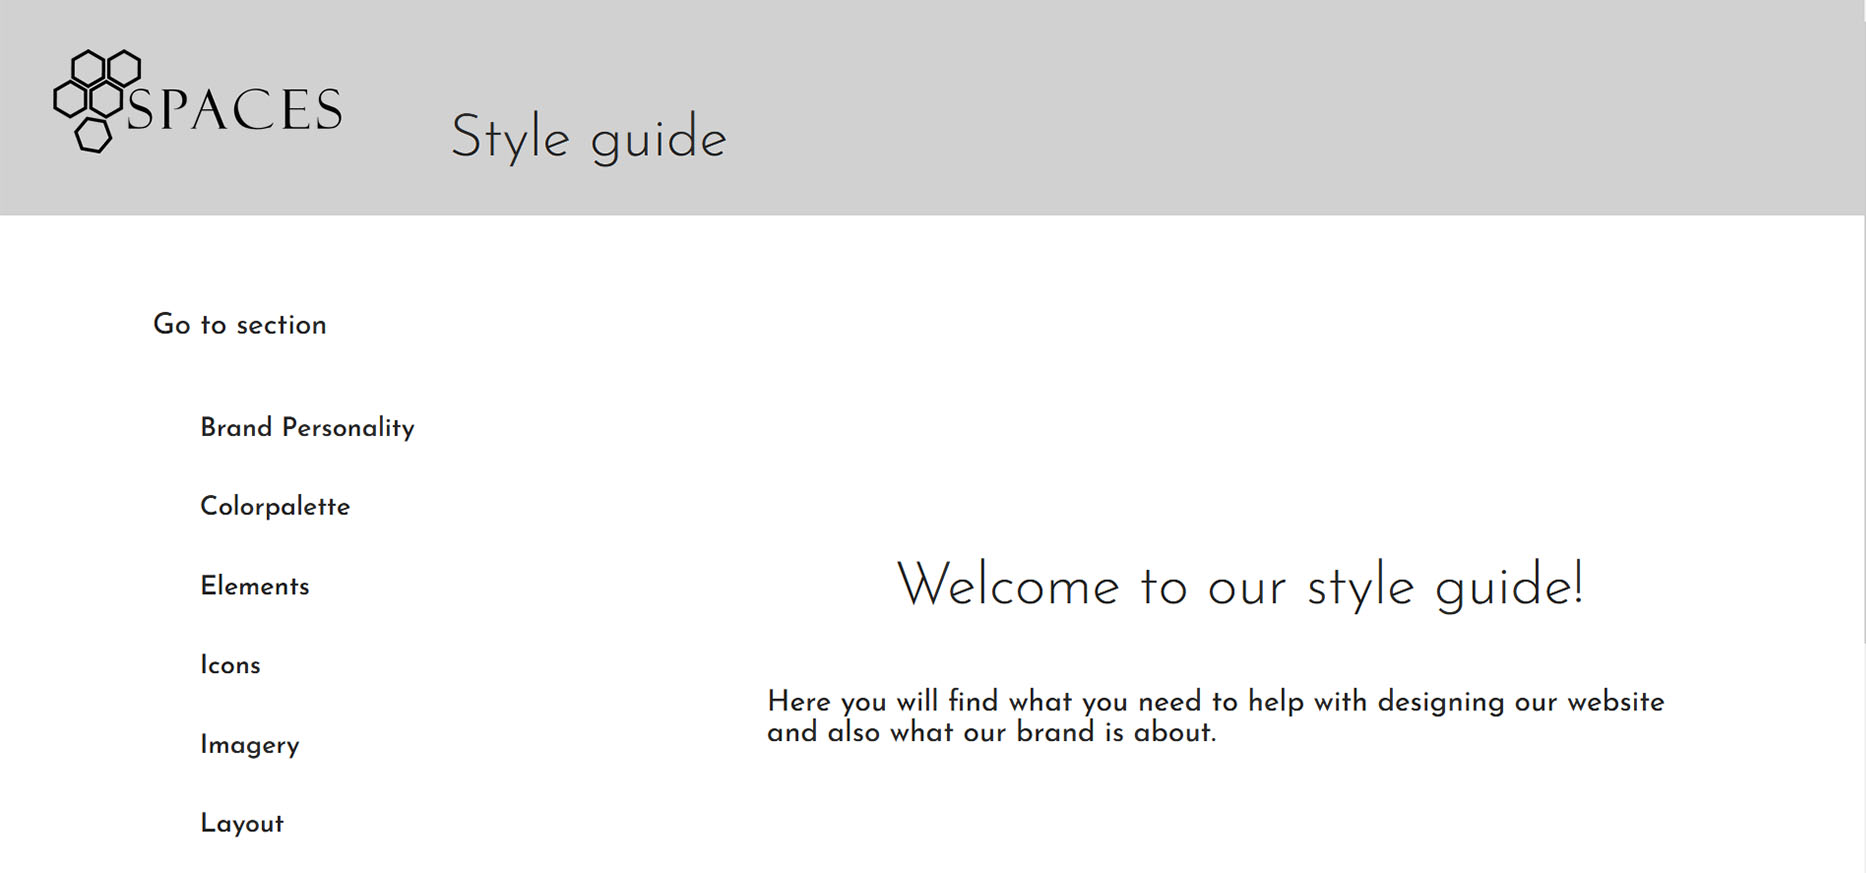 SPACES
Style guide
Go to section
Brand Personality
Colorpalette
Elements
Icons
Imagery
Layout
Welcome to our style guide!
Here you will find what you need to help with designing our website
and also what our brand is about.